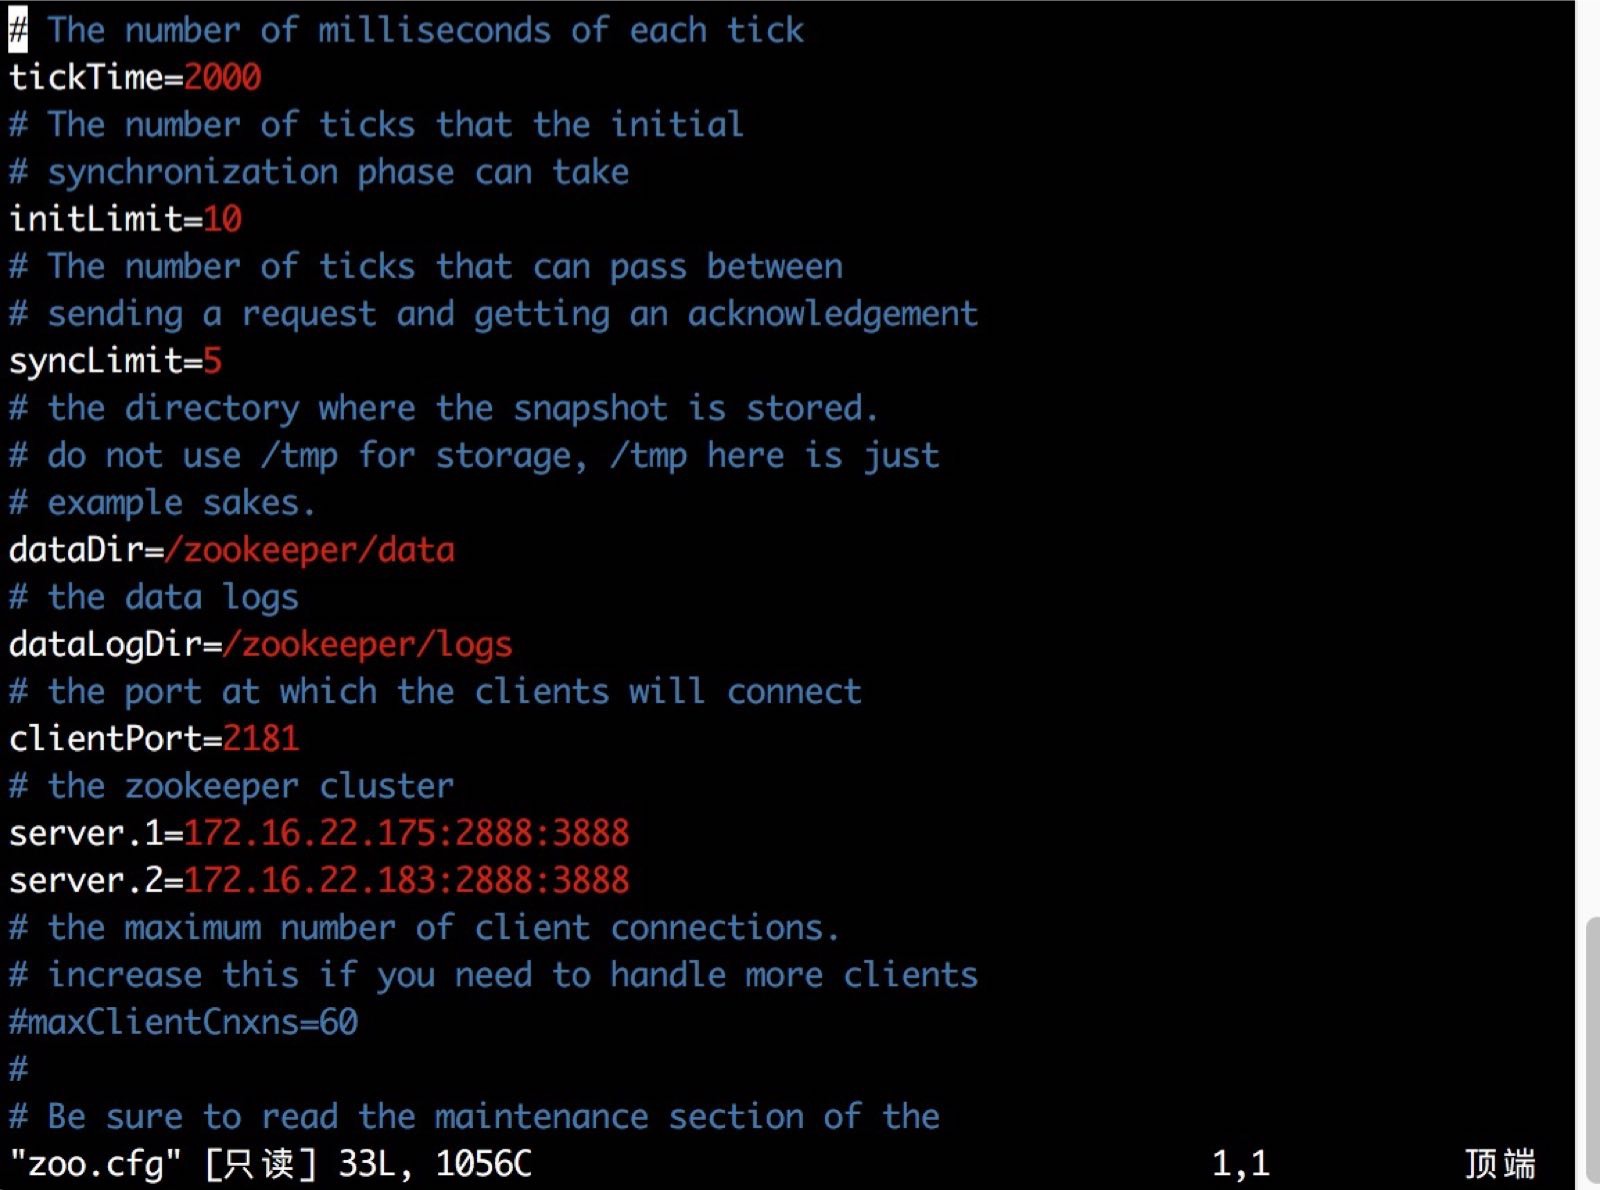 # The number of milliseconds of each tick
tickTime=2000
# The number of ticks that the initial
# synchronization phase can take
initLimit=10
# The number of ticks that can pass between
# sending a request and getting an acknowledgement
syncLimit=5
# the directory where the snapshot is stored.
# do not use /tmp for storage, /tmp here is just
# example sakes.
dataDir=/zookeeper/data
# the data logs
dataLogDir=/zookeeper/logs
# the port at which the clients will connect
clientPort=2181
# the zookeeper cluster
server.1=172.16.22.175:2888:3888
server.2=172.16.22.183:2888:3888
# the maximum number of client connections.
# increase this if you need to handle more clients
#maxClientCnxns=60
#
# Be sure to read the maintenance section of the
"zoo.cfg" [只读] 33L, 1056C 1,1 顶端